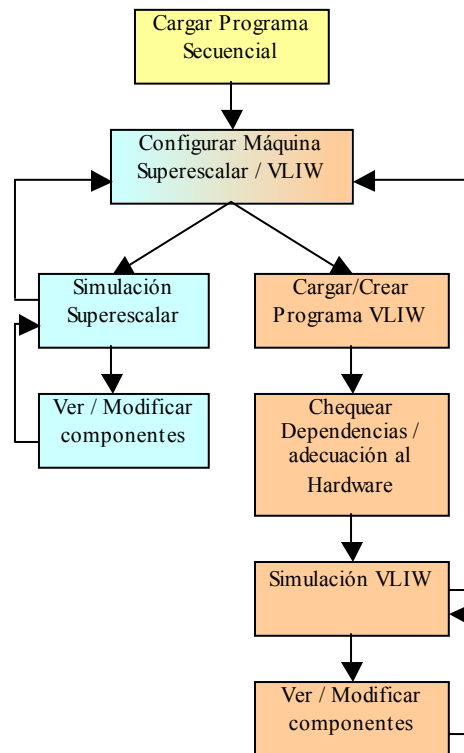 Cargar Programa
Secuencial
Configurar Máquina
Superescalar / VLIW
Simulación
Superescalar
Cargar/Crear
Programa VLIW
Ver / Modificar
componentes
Chequear
Dependencias /
adecuación al
Hardware
Simulación VLIW
Ver / Modificar
componentes